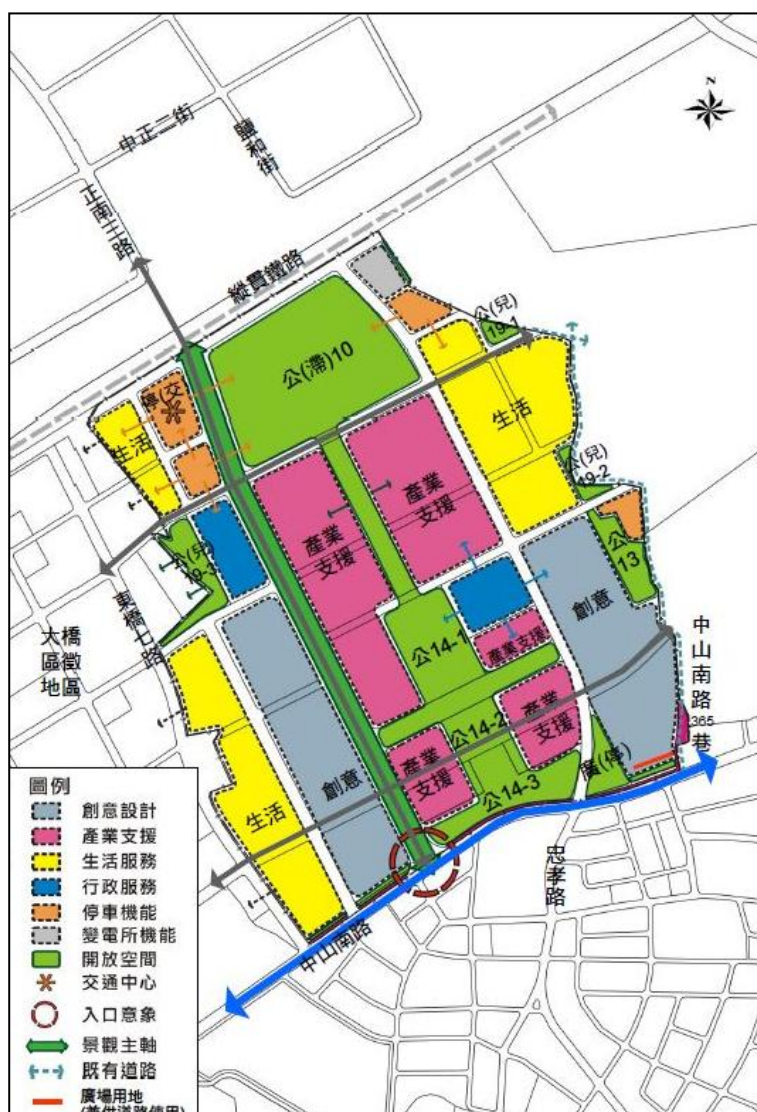 N
中正二街
鹽和街
正南三路
縱貫鐵路
公(兒)
19-1
公(滯)10
停(交
生活
生活
產業
支援
公(兒)
19-2
產業
支援
公
13
公(兒)
19-3
創意
東橋七路
大橋
區徵
地區
公14-1
產業支援
中山南路
365
巷
公14-2
產業
支援
產業
支援
創意
生活
公14-3
廣(停)
忠孝路
中山南路
圖例
創意設計
產業支援
生活服務
行政服務
停車機能
變電所機能
開放空間
交通中心
入口意象
景觀主軸
既有道路
廣場用地
(兼供道路使用)